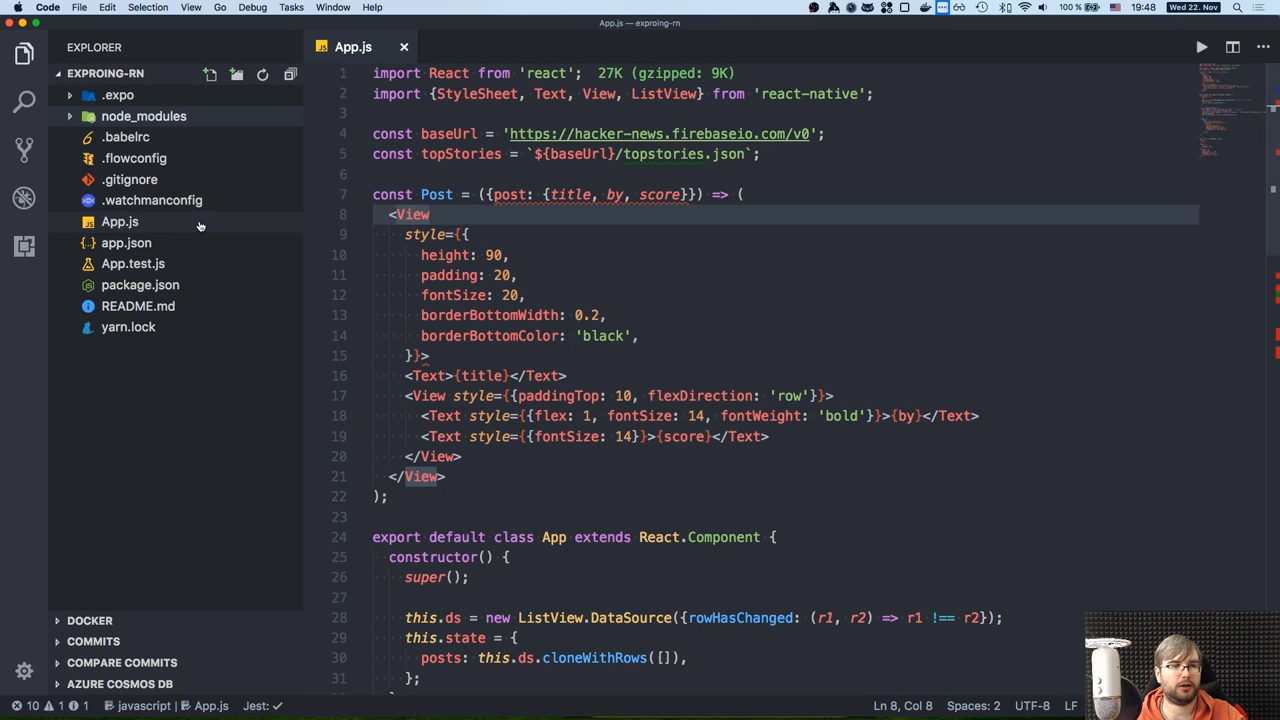 Code File Edit Selection View Go Debug Tasks Window Help 100 % 19:48 Wed 22. Nov
App.js — exproing-rn
EXPLORER
App.js
EXPROING-RN
.expo
node_modules
.babelrc
.flowconfig
.gitignore
.watchmanconfig
App.js
app.json
App.test.js
package.json
README.md
yarn.lock
DOCKER
COMMITS
COMPARE COMMITS
AZURE COSMOS DB
1 import React from 'react'; 27K (gzipped: 9K)
2 import {StyleSheet, Text, View, ListView} from 'react-native';
3
4 const baseUrl = 'https://hacker-news.firebaseio.com/v0';
5 const topStories = `${baseUrl}/topstories.json`;
6
7 const Post = ({post: {title, by, score}}) => (
8 <View
9 style={{
10 height: 90,
11 padding: 20,
12 fontSize: 20,
13 borderBottomWidth: 0.2,
14 borderBottomColor: 'black',
15 }}>
16 <Text>{title}</Text>
17 <View style={{paddingTop: 10, flexDirection: 'row'}}>
18 <Text style={{flex: 1, fontSize: 14, fontWeight: 'bold'}}>{by}</Text>
19 <Text style={{fontSize: 14}}>{score}</Text>
20 </View>
21 </View>
22 );
23
24 export default class App extends React.Component {
25 constructor() {
26 super();
27
28 this.ds = new ListView.DataSource({rowHasChanged: (r1, r2) => r1 !== r2});
29 this.state = {
30 posts: this.ds.cloneWithRows([]),
31 };
10 1 1 javascript | App.js Jest: ✓ Ln 8, Col 8 Spaces: 2 UTF-8 LF